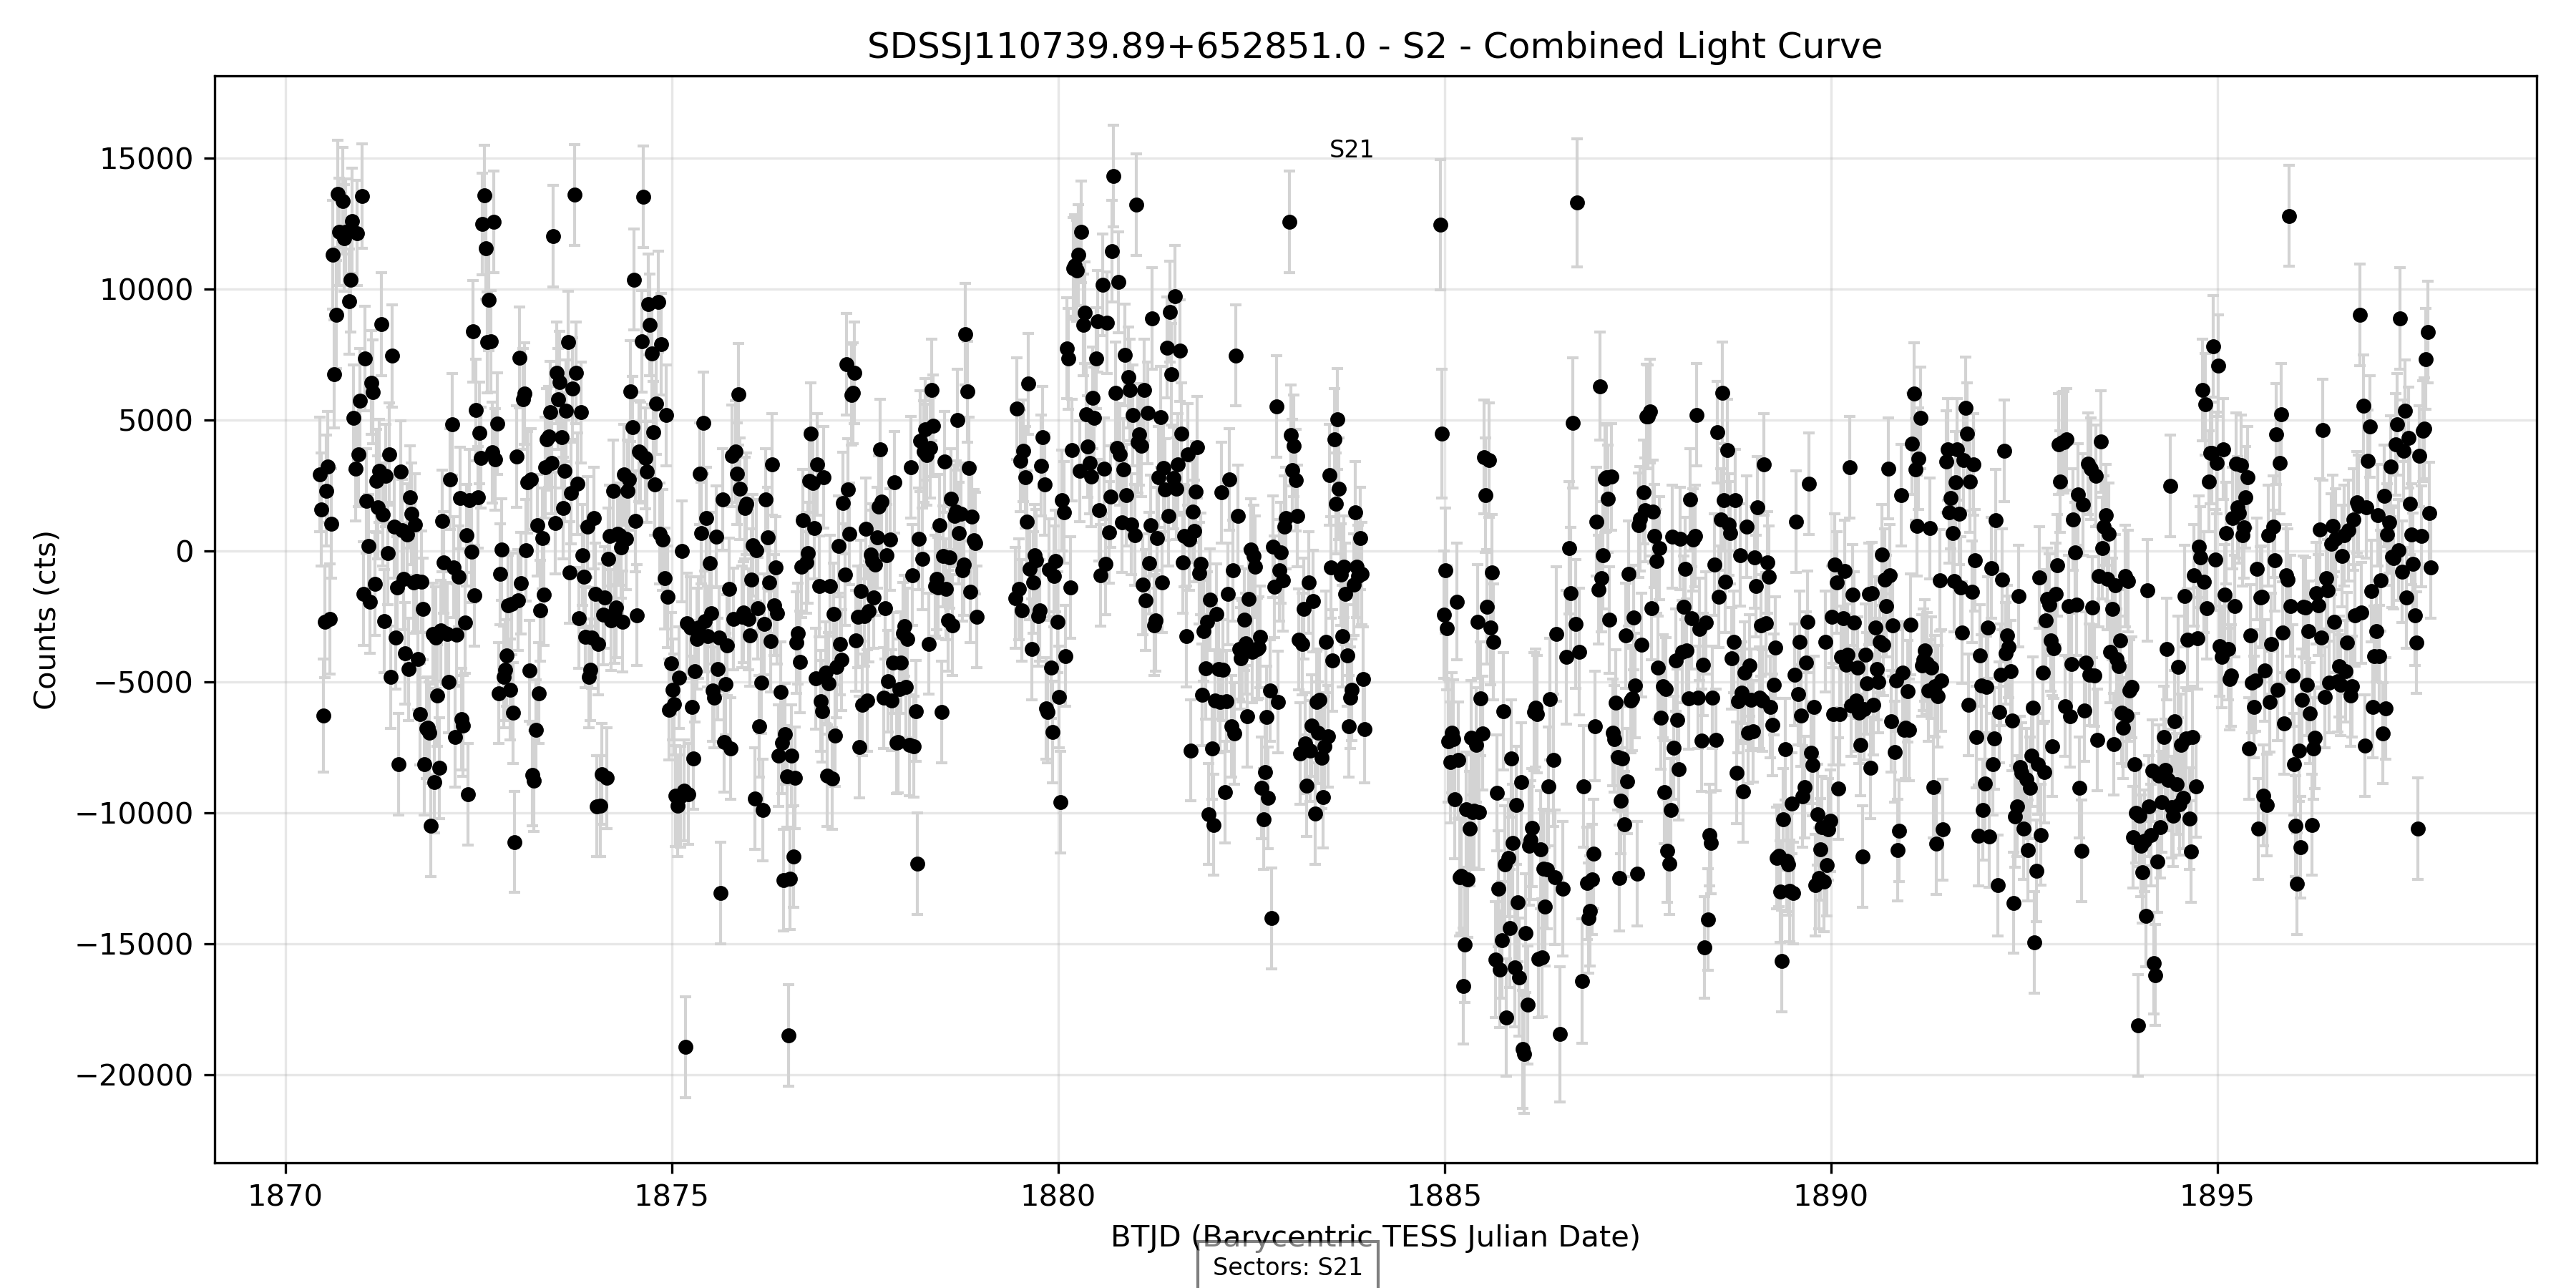 SDSSJ110739.89+652851.0 - S2 - Combined Light Curve
S21
15000
10000
5000
0
−5000
−10000
−15000
−20000
Counts (cts)
1870 1875 1880 1885 1890 1895
BTJD (Barycentric TESS Julian Date)
Sectors: S21